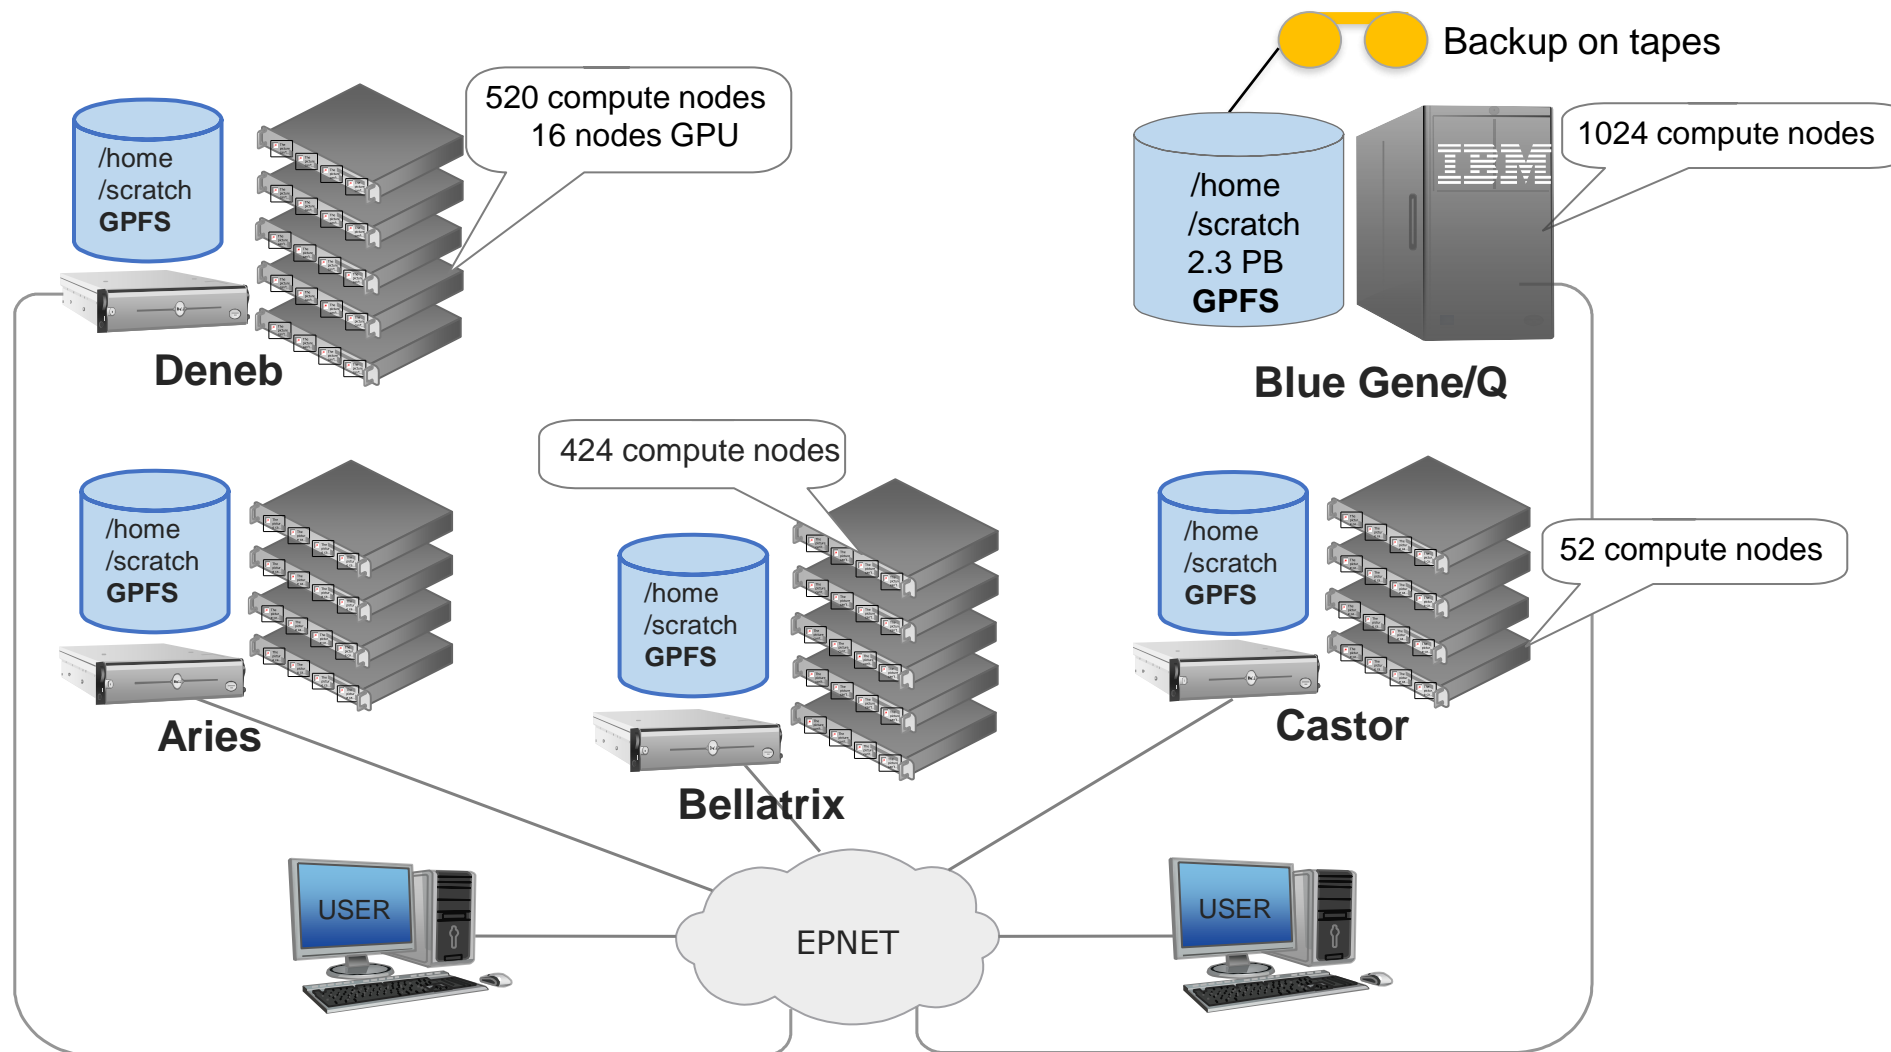 Backup on tapes
520 compute nodes
16 nodes GPU
/home
/scratch
GPFS
Deneb
1024 compute nodes
IBM
/home
/scratch
2.3 PB
GPFS
Blue Gene/Q
/home
/scratch
GPFS
Aries
424 compute nodes
/home
/scratch
GPFS
Bellatrix
/home
/scratch
GPFS
52 compute nodes
Castor
USER
EPNET
USER